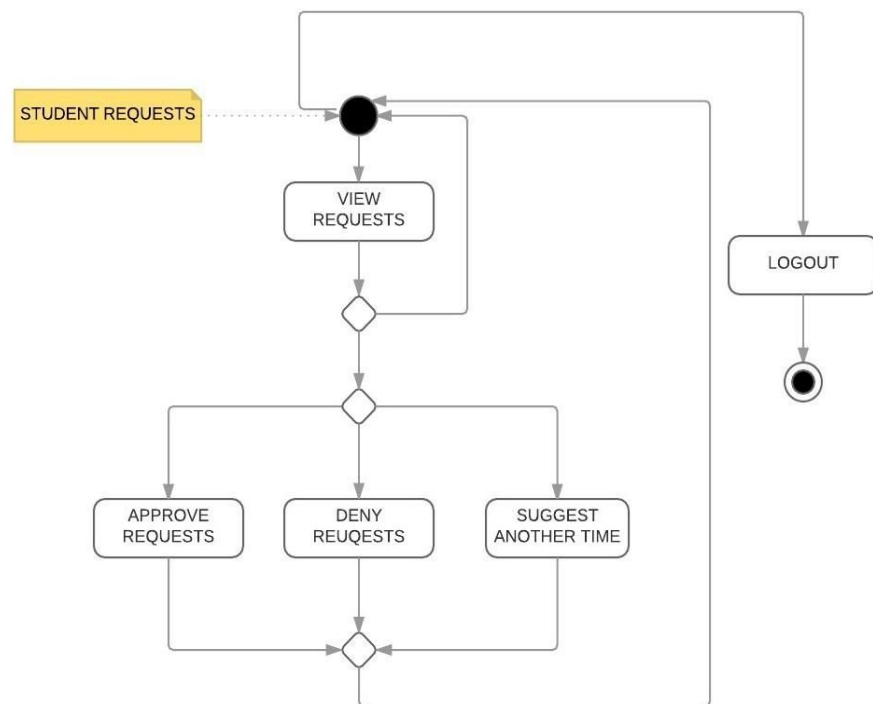 STUDENT REQUESTS
VIEW
REQUESTS
LOGOUT
APPROVE
REQUESTS
DENY
REUQESTS
SUGGEST
ANOTHER TIME